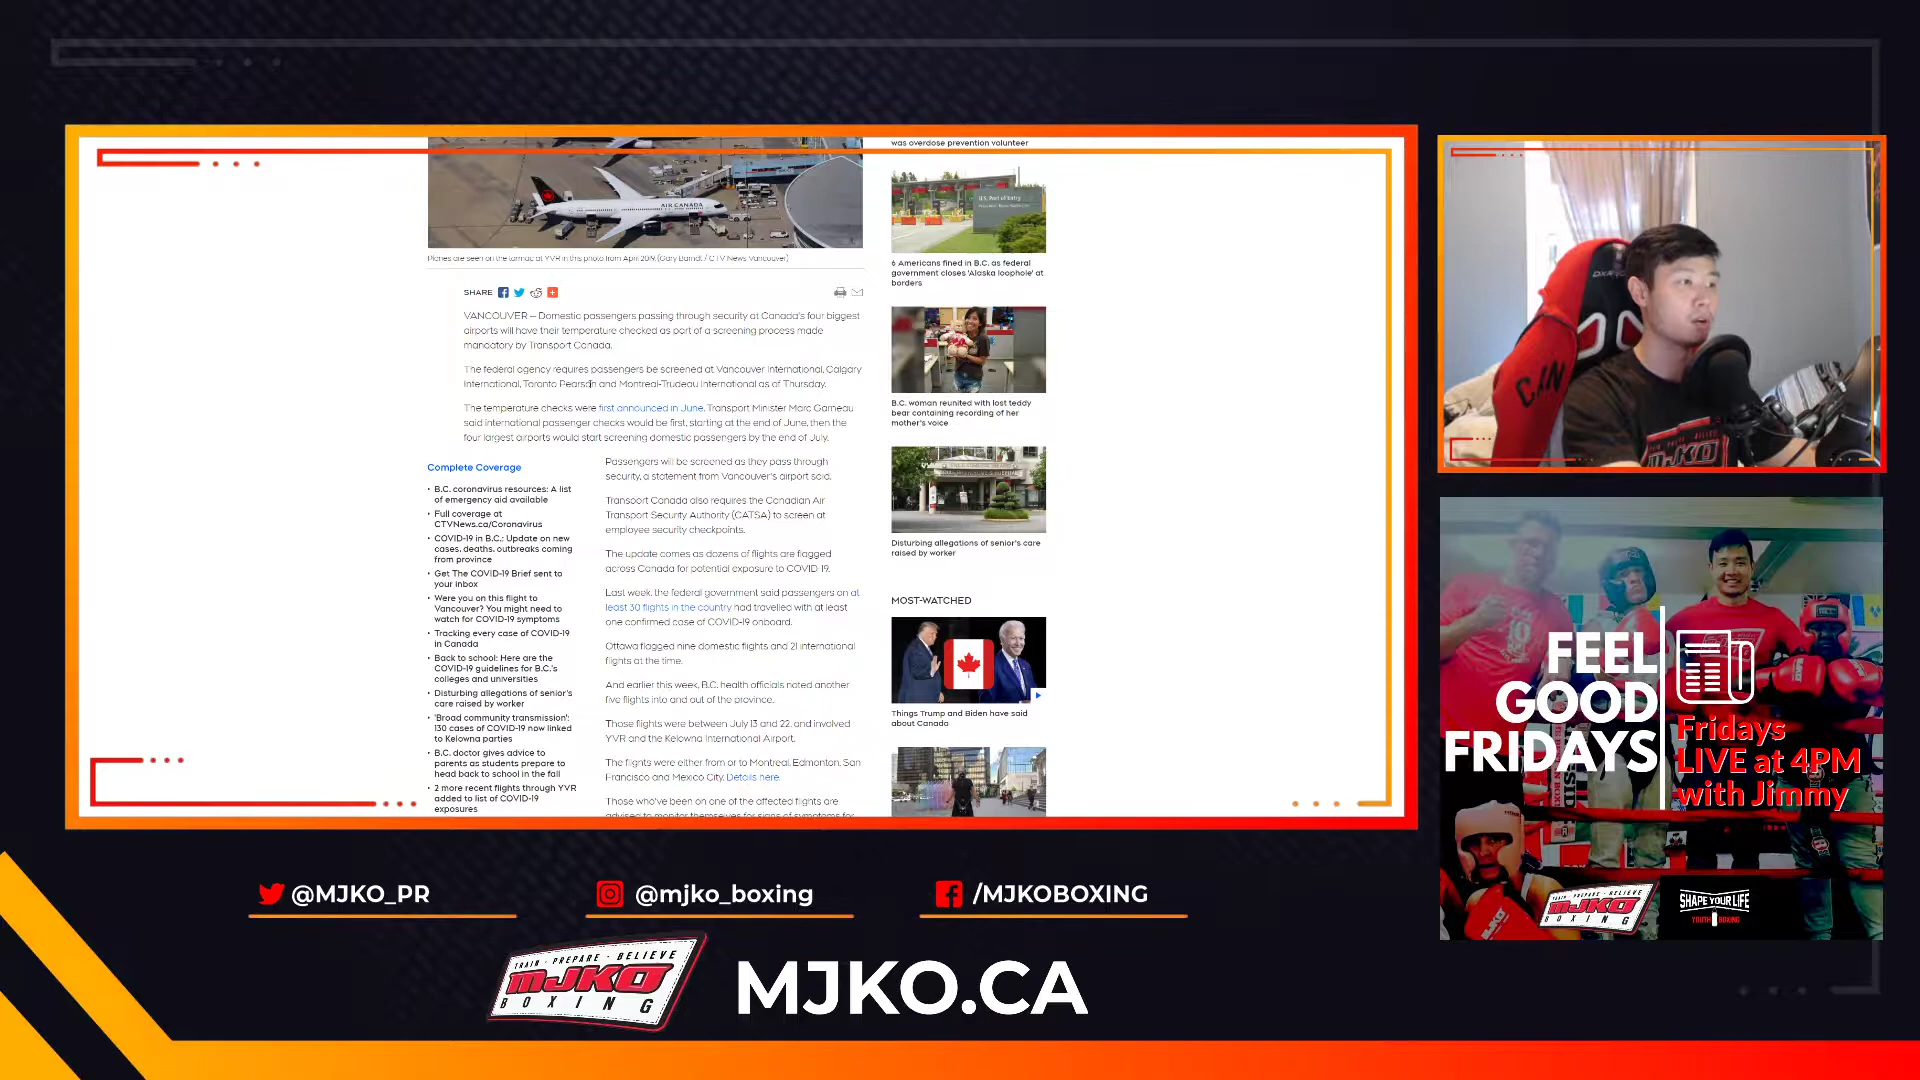 AIR CANADA
Planes are seen on the tarmac at YVR in this photo from April 2019. (Gary Barndt / CTV News Vancouver)
SHARE
VANCOUVER — Domestic passengers passing through security at Canada's four biggest
airports will have their temperature checked as part of a screening process made
mandatory by Transport Canada.
The federal agency requires passengers be screened at Vancouver International, Calgary
International, Toronto Pearson and Montreal-Trudeau International as of Thursday.
The temperature checks were first announced in June. Transport Minister Marc Garneau
said international passenger checks would be first, starting at the end of June, then the
four largest airports would start screening domestic passengers by the end of July.
Complete Coverage
• B.C. coronavirus resources: A list
of emergency aid available
• Full coverage at
CTVNews.ca/Coronavirus
• COVID-19 in B.C.: Update on new
cases, deaths, outbreaks coming
from province
• Get The COVID-19 Brief sent to
your inbox
• Were you on this flight to
Vancouver? You might need to
watch for COVID-19 symptoms
• Tracking every case of COVID-19
in Canada
• Back to school: Here are the
COVID-19 guidelines for B.C.'s
colleges and universities
• Disturbing allegations of senior's
care raised by worker
• 'Broad community transmission':
130 cases of COVID-19 now linked
to Kelowna parties
• B.C. doctor gives advice to
parents as students prepare to
head back to school in the fall
• 2 more recent flights through YVR
added to list of COVID-19
exposures
Passengers will be screened as they pass through
security, a statement from Vancouver's airport said.
Transport Canada also requires the Canadian Air
Transport Security Authority (CATSA) to screen at
employee security checkpoints.
The update comes as dozens of flights are flagged
across Canada for potential exposure to COVID-19.
Last week, the federal government said passengers on at
least 30 flights in the country had travelled with at least
one confirmed case of COVID-19 onboard.
Ottawa flagged nine domestic flights and 21 international
flights at the time.
And earlier this week, B.C. health officials noted another
five flights into and out of the province.
Those flights were between July 13 and 22, and involved
YVR and the Kelowna International Airport.
The flights were either from or to Montreal, Edmonton, San
Francisco and Mexico City. Details here.
Those who've been on one of the affected flights are
advised to monitor themselves for signs of symptoms for
was overdose prevention volunteer
U.S. Port of Entry
6 Americans fined in B.C. as federal
government closes 'Alaska loophole' at
borders
B.C. woman reunited with lost teddy
bear containing recording of her
mother's voice
Disturbing allegations of senior's care
raised by worker
MOST-WATCHED
Things Trump and Biden have said
about Canada
MJKO
FEEL
GOOD
FRIDAYS
Fridays
LIVE at 4PM
with Jimmy
TRAIN · PREPARE · BELIEVE
MJKO
BOXING
SHAPE YOUR LIFE
YOUTH BOXING
@MJKO_PR
@mjko_boxing
/MJKOBOXING
TRAIN · PREPARE · BELIEVE
MJKO
BOXING
MJKO.CA